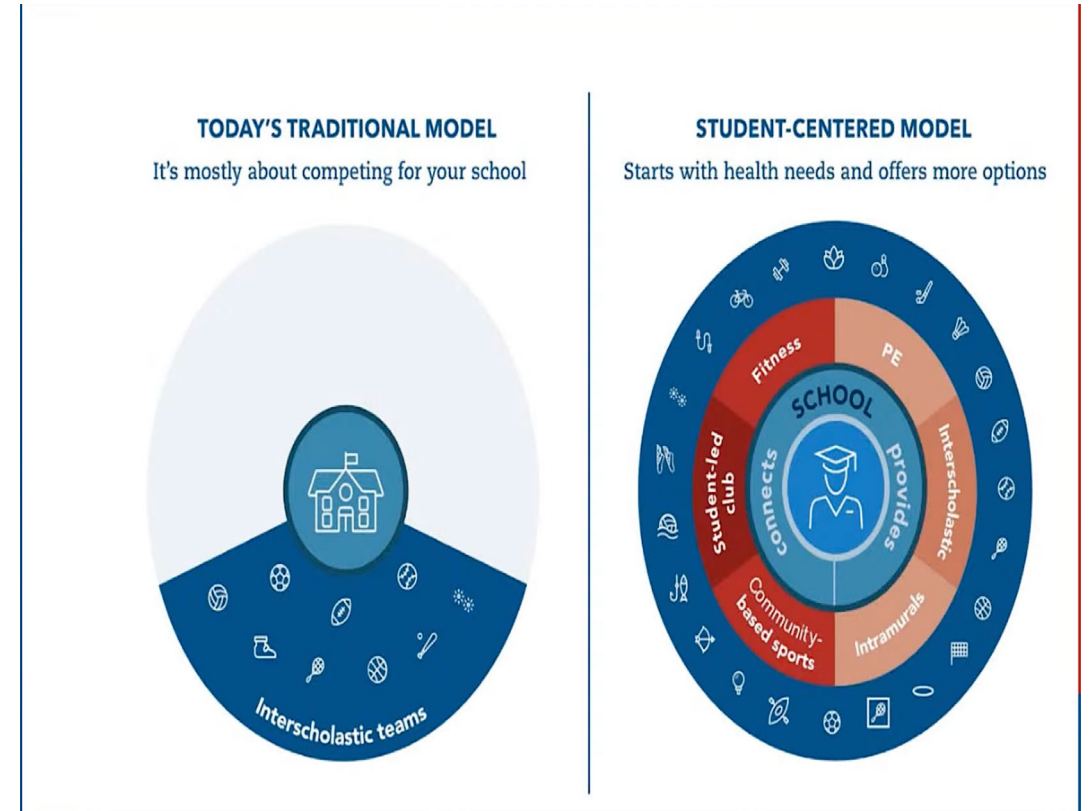 TODAY'S TRADITIONAL MODEL
It's mostly about competing for your school
Interscholastic teams
STUDENT-CENTERED MODEL
Starts with health needs and offers more options
SCHOOL
connects
provides
Fitness
PE
Interscholastic
Intramurals
Community-
based sports
Student-led
club